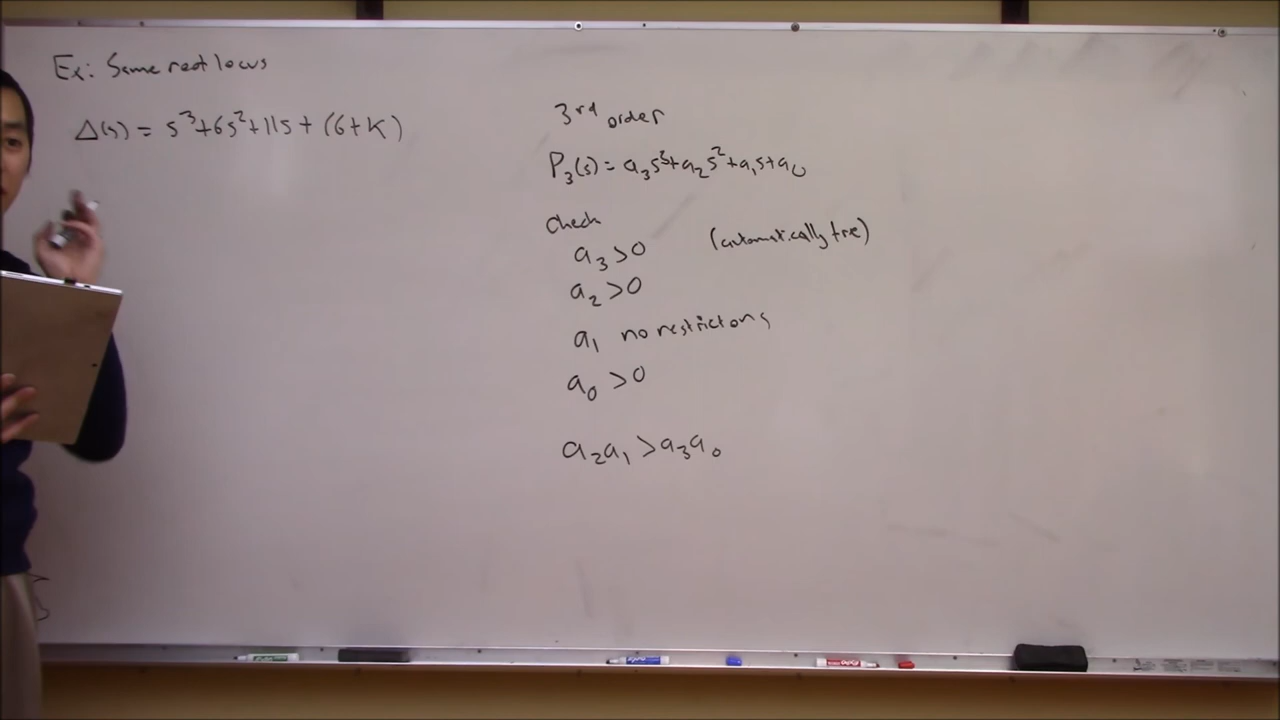 Ex: Same root locus
Δ(s) = s³+6s²+11s + (6+K)
3rd order
P₃(s) = a₃s³+a₂s²+a₁s+a₀
Check
a₃ >0 (automatically true)
a₂ >0
a₁ no restrictions
a₀ >0
a₂a₁ > a₃a₀